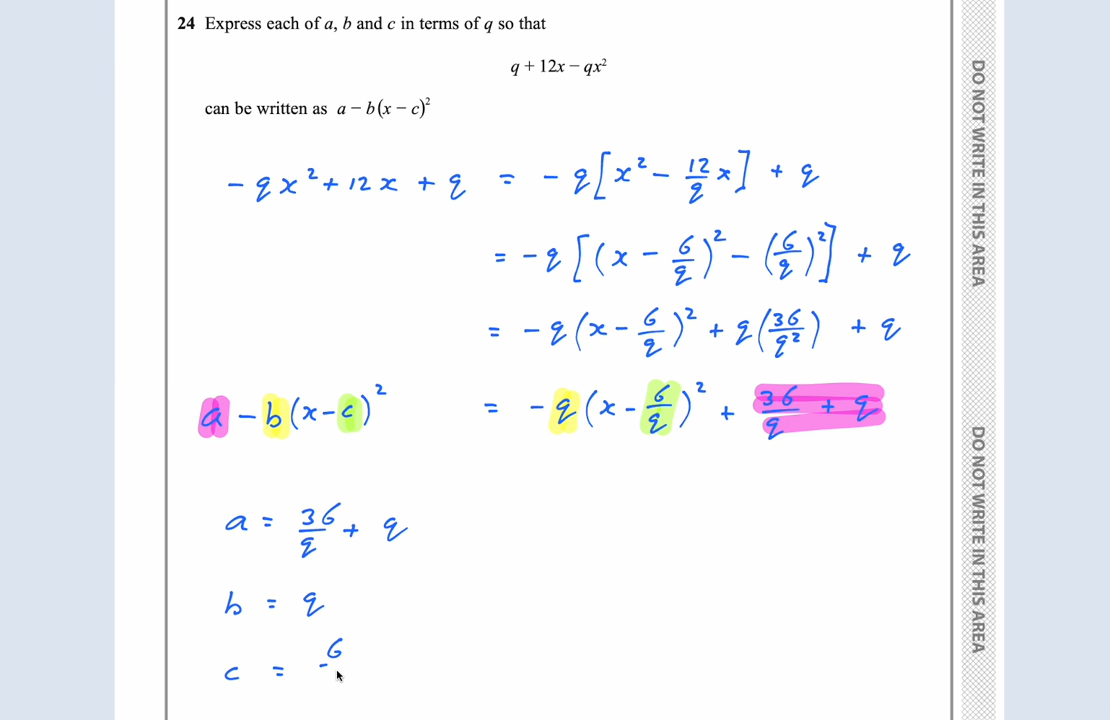 24 Express each of a, b and c in terms of q so that
q + 12x − qx²
can be written as a − b(x − c)²
− qx² + 12x + q = − q[x² − 12/q x] + q
= − q[(x − 6/q)² − (6/q)²] + q
= − q(x − 6/q)² + q(36/q²) + q
a − b(x − c)² = − q(x − 6/q)² + 36/q + q
a = 36/q + q
b = q
c = 6
DO NOT WRITE IN THIS AREA
DO NOT WRITE IN THIS AREA